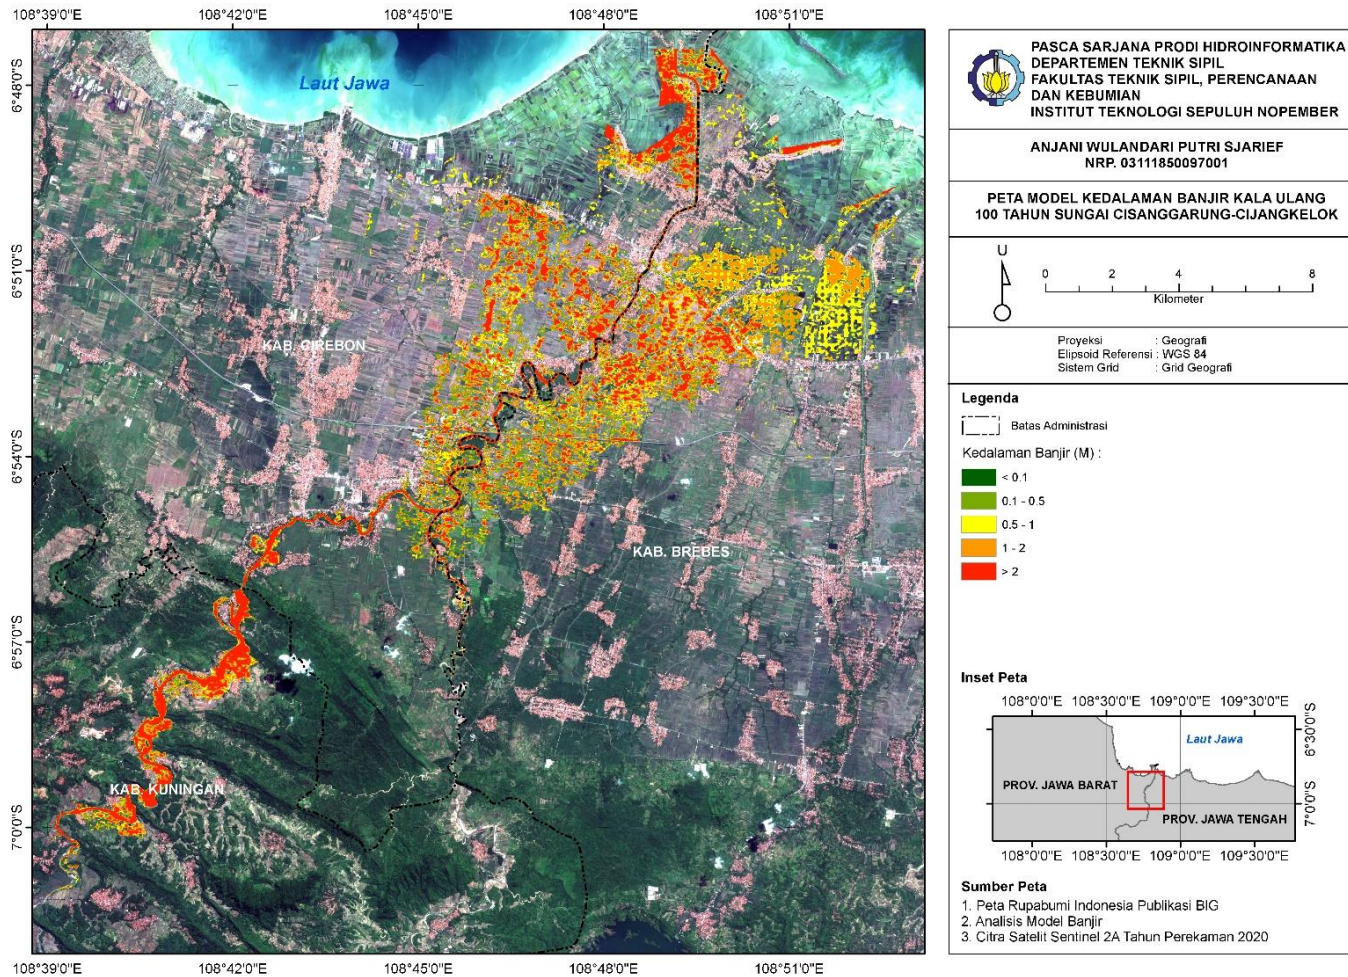 108°39'0"E 108°42'0"E 108°45'0"E 108°48'0"E 108°51'0"E
6°48'0"S
6°51'0"S
6°54'0"S
6°57'0"S
7°0'0"S
Laut Jawa
KAB. CIREBON
KAB. BREBES
KAB. KUNINGAN
108°39'0"E 108°42'0"E 108°45'0"E 108°48'0"E 108°51'0"E
PASCA SARJANA PRODI HIDROINFORMATIKA
DEPARTEMEN TEKNIK SIPIL
FAKULTAS TEKNIK SIPIL, PERENCANAAN
DAN KEBUMIAN
INSTITUT TEKNOLOGI SEPULUH NOPEMBER
ANJANI WULANDARI PUTRI SJARIEF
NRP. 03111850097001
PETA MODEL KEDALAMAN BANJIR KALA ULANG
100 TAHUN SUNGAI CISANGGARUNG-CIJANGKELOK
U
0 2 4 8
Kilometer
Proyeksi : Geografi
Elipsoid Referensi : WGS 84
Sistem Grid : Grid Geografi
Legenda
Batas Administrasi
Kedalaman Banjir (M) :
< 0.1
0.1 - 0.5
0.5 - 1
1 - 2
> 2
Inset Peta
108°0'0"E 108°30'0"E 109°0'0"E 109°30'0"E
6°30'0"S
7°0'0"S
Laut Jawa
PROV. JAWA BARAT
PROV. JAWA TENGAH
108°0'0"E 108°30'0"E 109°0'0"E 109°30'0"E
Sumber Peta
1. Peta Rupabumi Indonesia Publikasi BIG
2. Analisis Model Banjir
3. Citra Satelit Sentinel 2A Tahun Perekaman 2020